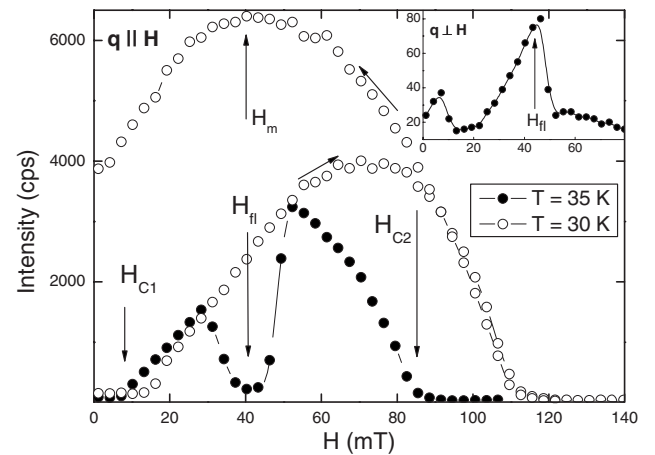 6000
4000
2000
0
Intensity (cps)
0 20 40 60 80 100 120 140
H (mT)
q || H
H_m
H_fl
H_C1
H_C2
T = 35 K
T = 30 K
q ⊥ H
80
60
40
20
H_fl
0 20 40 60 80